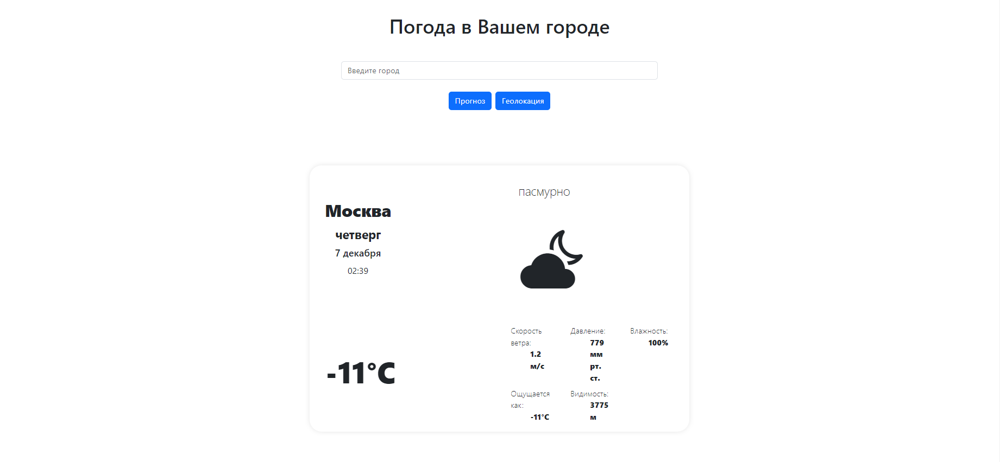 Погода в Вашем городе
Введите город
Прогноз Геолокация
Москва
четверг
7 декабря
02:39
-11°C
пасмурно
Скорость
ветра:
1.2
м/с
Давление:
779
мм
рт.
ст.
Влажность:
100%
Ощущается
как:
-11°C
Видимость:
3775
м